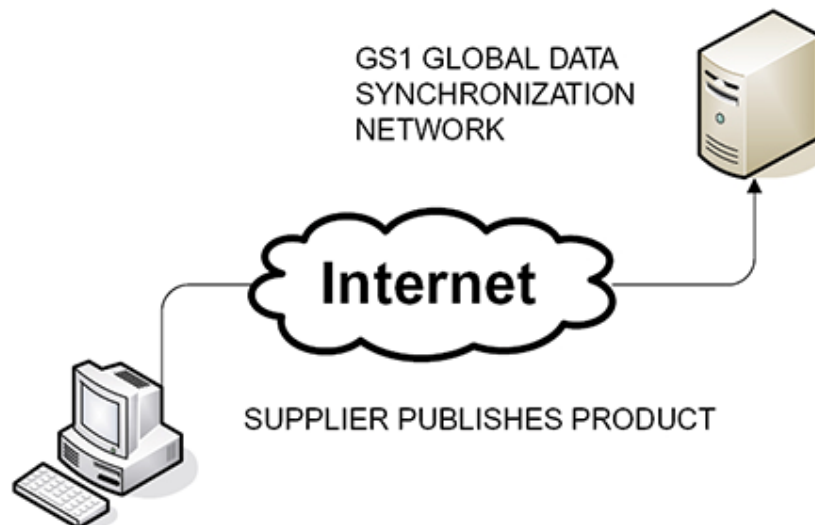 GS1 GLOBAL DATA
SYNCHRONIZATION
NETWORK
Internet
SUPPLIER PUBLISHES PRODUCT